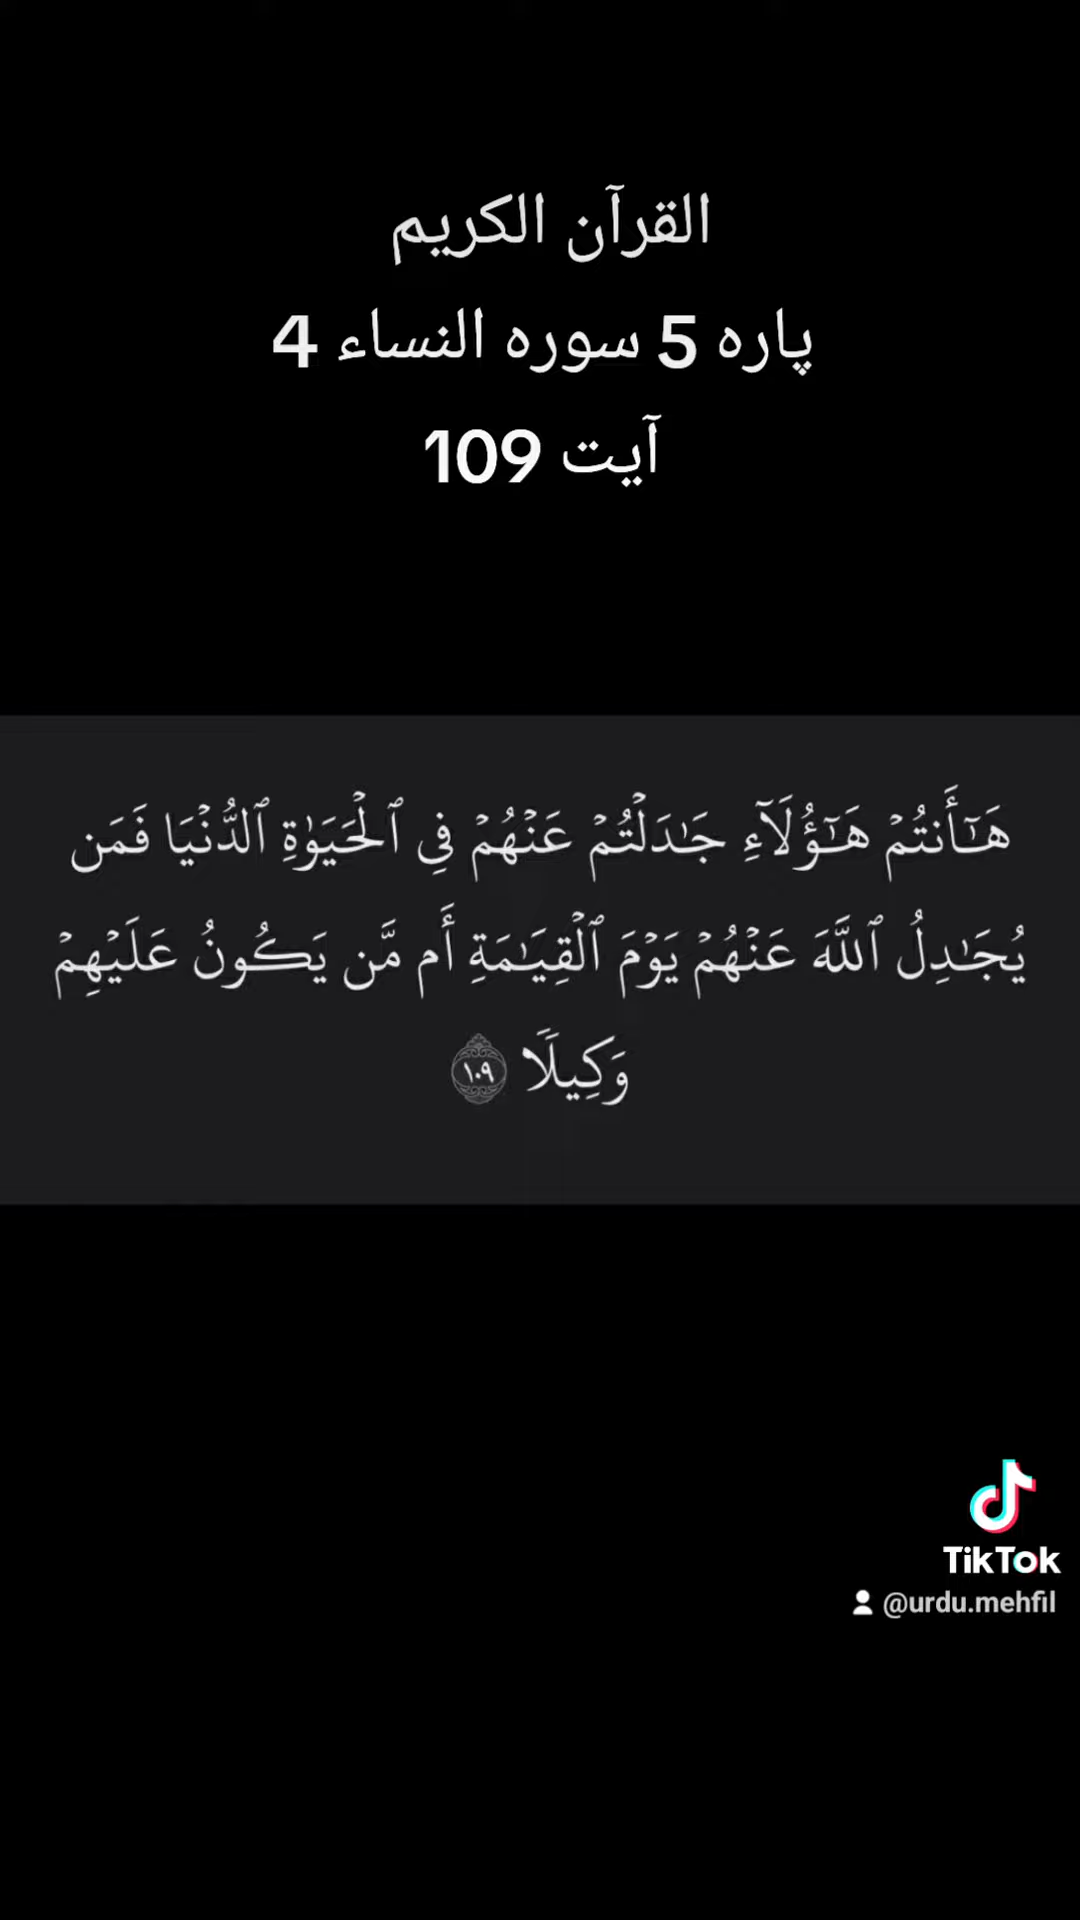 القرآن الكريم
پاره 5 سوره النساء 4
آیت 109
هَـٰٓأَنتُمۡ هَـٰٓؤُلَآءِ جَـٰدَلۡتُمۡ عَنۡهُمۡ فِي ٱلۡحَيَوٰةِ ٱلدُّنۡيَا فَمَن
يُجَـٰدِلُ ٱللَّهَ عَنۡهُمۡ يَوۡمَ ٱلۡقِيَـٰمَةِ أَم مَّن يَكُونُ عَلَيۡهِمۡ
وَكِيلٗا ١٠٩
TikTok
@urdu.mehfil